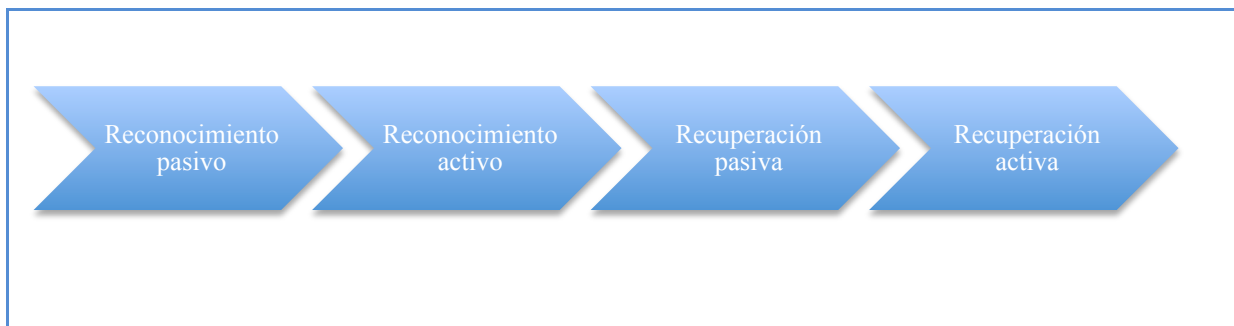 Reconocimiento
pasivo
Reconocimiento
activo
Recuperación
pasiva
Recuperación
activa